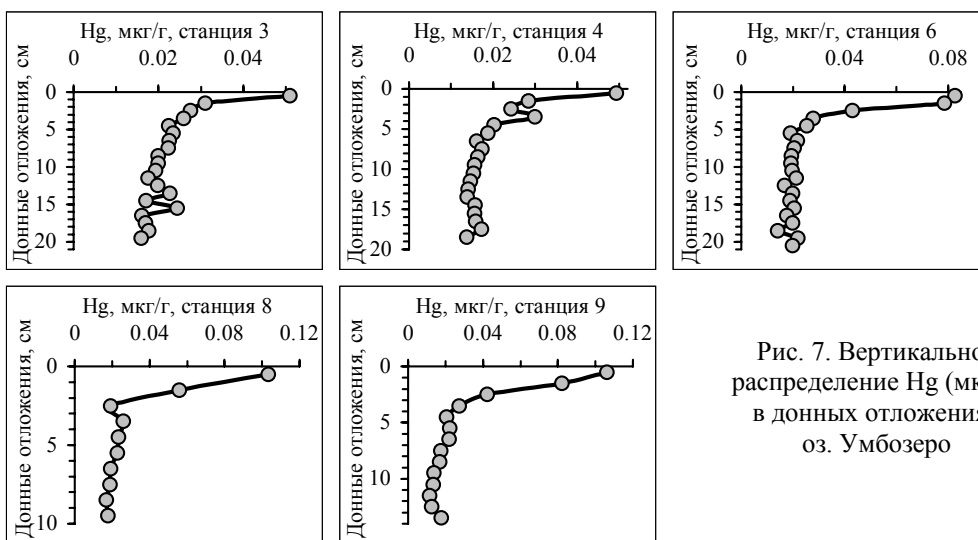 Hg, мкг/г, станция 3
0 0.02 0.04
Донные отложения, см
0
5
10
15
20
Hg, мкг/г, станция 4
0 0.02 0.04
Донные отложения, см
0
5
10
15
20
Hg, мкг/г, станция 6
0 0.04 0.08
Донные отложения, см
0
5
10
15
20
Hg, мкг/г, станция 8
0 0.04 0.08 0.12
Донные отложения, см
0
5
10
Hg, мкг/г, станция 9
0 0.04 0.08 0.12
Донные отложения, см
0
5
10
Рис. 7. Вертикально
распределение Hg (мк
в донных отложения
оз. Умбозеро